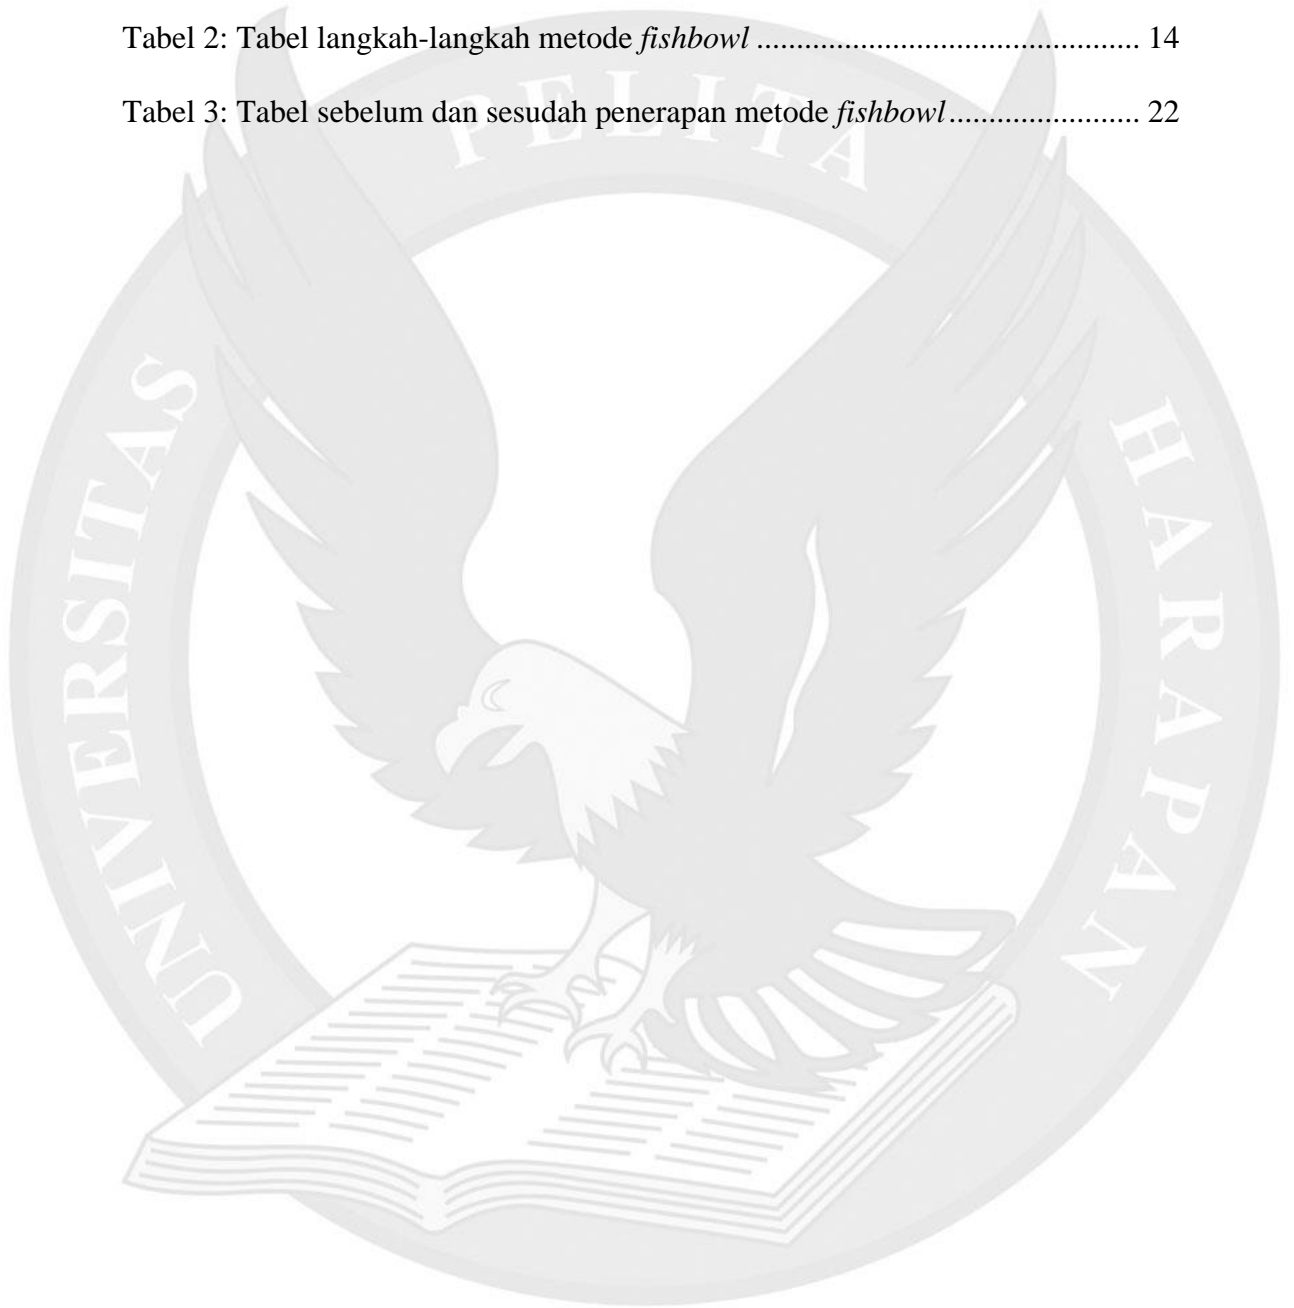 Tabel 2: Tabel langkah-langkah metode fishbowl ................................................ 14
Tabel 3: Tabel sebelum dan sesudah penerapan metode fishbowl........................ 22
UNIVERSITAS PELITA HARAPAN